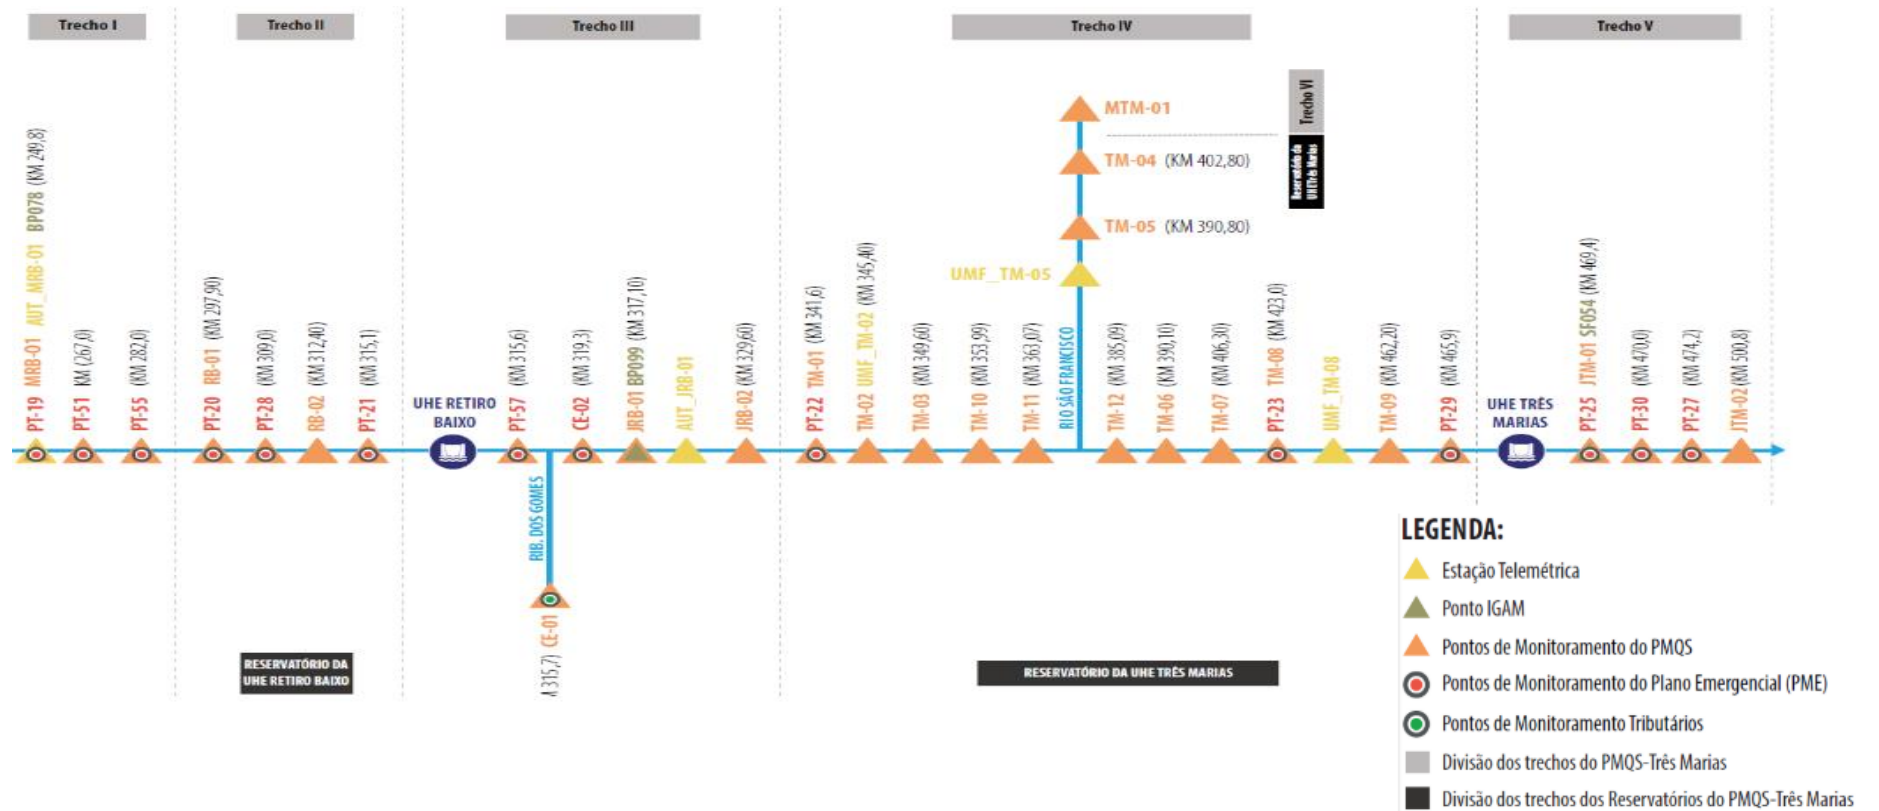 Trecho I
Trecho II
Trecho III
Trecho IV
Trecho V
MTM-01
Trecho VI
TM-04 (KM 402,80)
Reservatório da
UHETrês Marias
TM-05 (KM 390,80)
UMF_TM-05
PT-19 MRB-01 AUT_MRB-01 BP078 (KM 249,8)
PT-51 KM (267,0)
PT-55 (KM 282,0)
PT-20 RB-01 (KM 297,90)
PT-28 (KM 309,0)
RB-02 (KM 312,40)
PT-21 (KM 315,1)
UHE RETIRO
BAIXO
PT-57 (KM 315,6)
CE-02 (KM 319,3)
JRB-01 BP099 (KM 317,10)
AUT_JRB-01
JRB-02 (KM 329,60)
PT-22 TM-01 (KM 341,6)
TM-02 UMF_TM-02 (KM 345,40)
TM-03 (KM 349,60)
TM-10 (KM 353,99)
TM-11 (KM 363,07)
RIO SÃO FRANCISCO
TM-12 (KM 385,09)
TM-06 (KM 390,10)
TM-07 (KM 406,30)
PT-23 TM-08 (KM 423,0)
UMF_TM-08
TM-09 (KM 462,20)
PT-29 (KM 465,9)
UHE TRÊS
MARIAS
PT-25 JTM-01 SF054 (KM 469,4)
PT-30 (KM 470,0)
PT-27 (KM 474,2)
JTM-02 (KM 500,8)
RIB. DOS GOMES
CE-01
315,7)
RESERVATÓRIO DA
UHE RETIRO BAIXO
RESERVATÓRIO DA UHE TRÊS MARIAS
LEGENDA:
Estação Telemétrica
Ponto IGAM
Pontos de Monitoramento do PMQS
Pontos de Monitoramento do Plano Emergencial (PME)
Pontos de Monitoramento Tributários
Divisão dos trechos do PMQS-Três Marias
Divisão dos trechos dos Reservatórios do PMQS-Três Marias